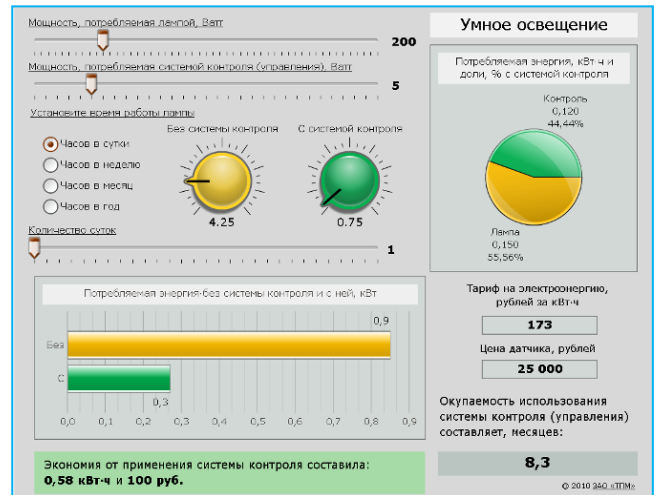 Мощность, потребляемая лампой, Ватт
200
Мощность, потребляемая системой контроля (управления), Ватт
5
Установите время работы лампы
Часов в сутки
Часов в неделю
Часов в месяц
Часов в год
Без системы контроля
4.25
С системой контроля
0.75
Количество суток
1
Потребляемая энергия·без системы контроля и с ней, кВт
0,9
Без
С
0,3
0,0 0,1 0,2 0,3 0,4 0,5 0,6 0,7 0,8 0,9
Экономия от применения системы контроля составила:
0,58 кВт·ч и 100 руб.
Умное освещение
Потребляемая энергия, кВт·ч и
доли, % с системой контроля
Контроль
0,120
44,44%
Лампа
0,150
55,56%
Тариф на электроэнергию,
рублей за кВт·ч
173
Цена датчика, рублей
25 000
Окупаемость использования
системы контроля (управления)
составляет, месяцев:
8,3
© 2010 ЗАО «ТПМ»